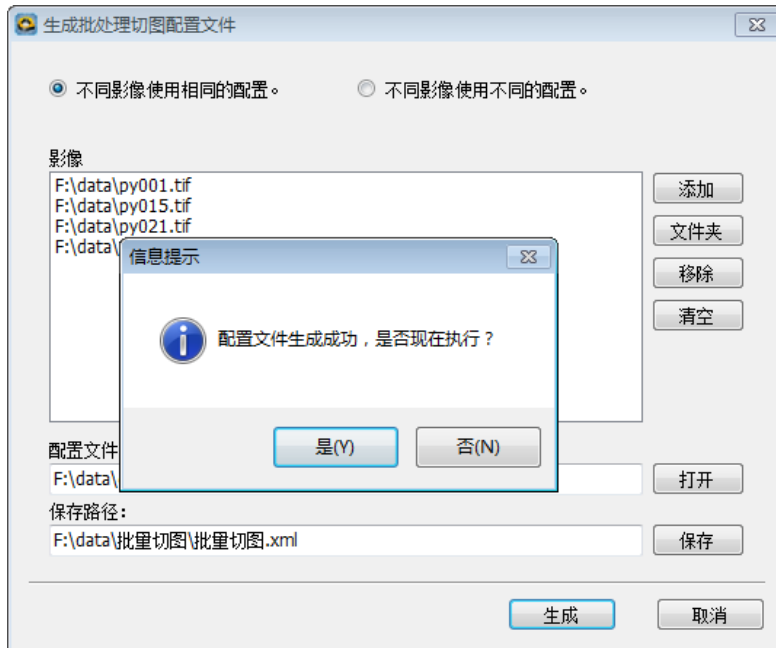 生成批处理切图配置文件
不同影像使用相同的配置。
不同影像使用不同的配置。
影像
F:\data\py001.tif
F:\data\py015.tif
F:\data\py021.tif
F:\data\
添加
文件夹
移除
清空
信息提示
配置文件生成成功，是否现在执行？
是(Y)
否(N)
配置文件
F:\data\
打开
保存路径：
F:\data\批量切图\批量切图.xml
保存
生成
取消